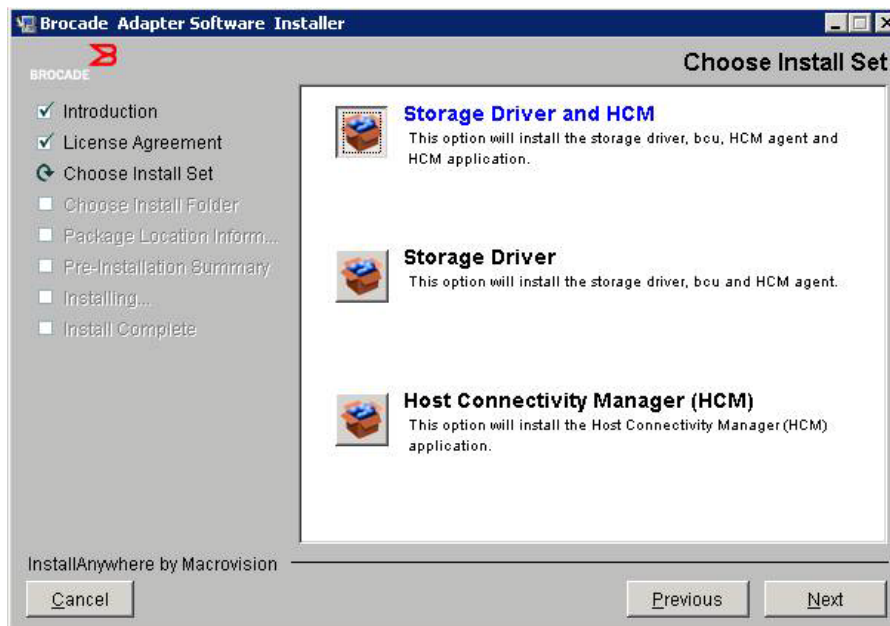 Brocade Adapter Software Installer
BROCADE
Choose Install Set
Introduction
License Agreement
Choose Install Set
Choose Install Folder
Package Location Inform...
Pre-Installation Summary
Installing...
Install Complete
Storage Driver and HCM
This option will install the storage driver, bcu, HCM agent and
HCM application.
Storage Driver
This option will install the storage driver, bcu and HCM agent.
Host Connectivity Manager (HCM)
This option will install the Host Connectivity Manager (HCM)
application.
InstallAnywhere by Macrovision
Cancel
Previous
Next